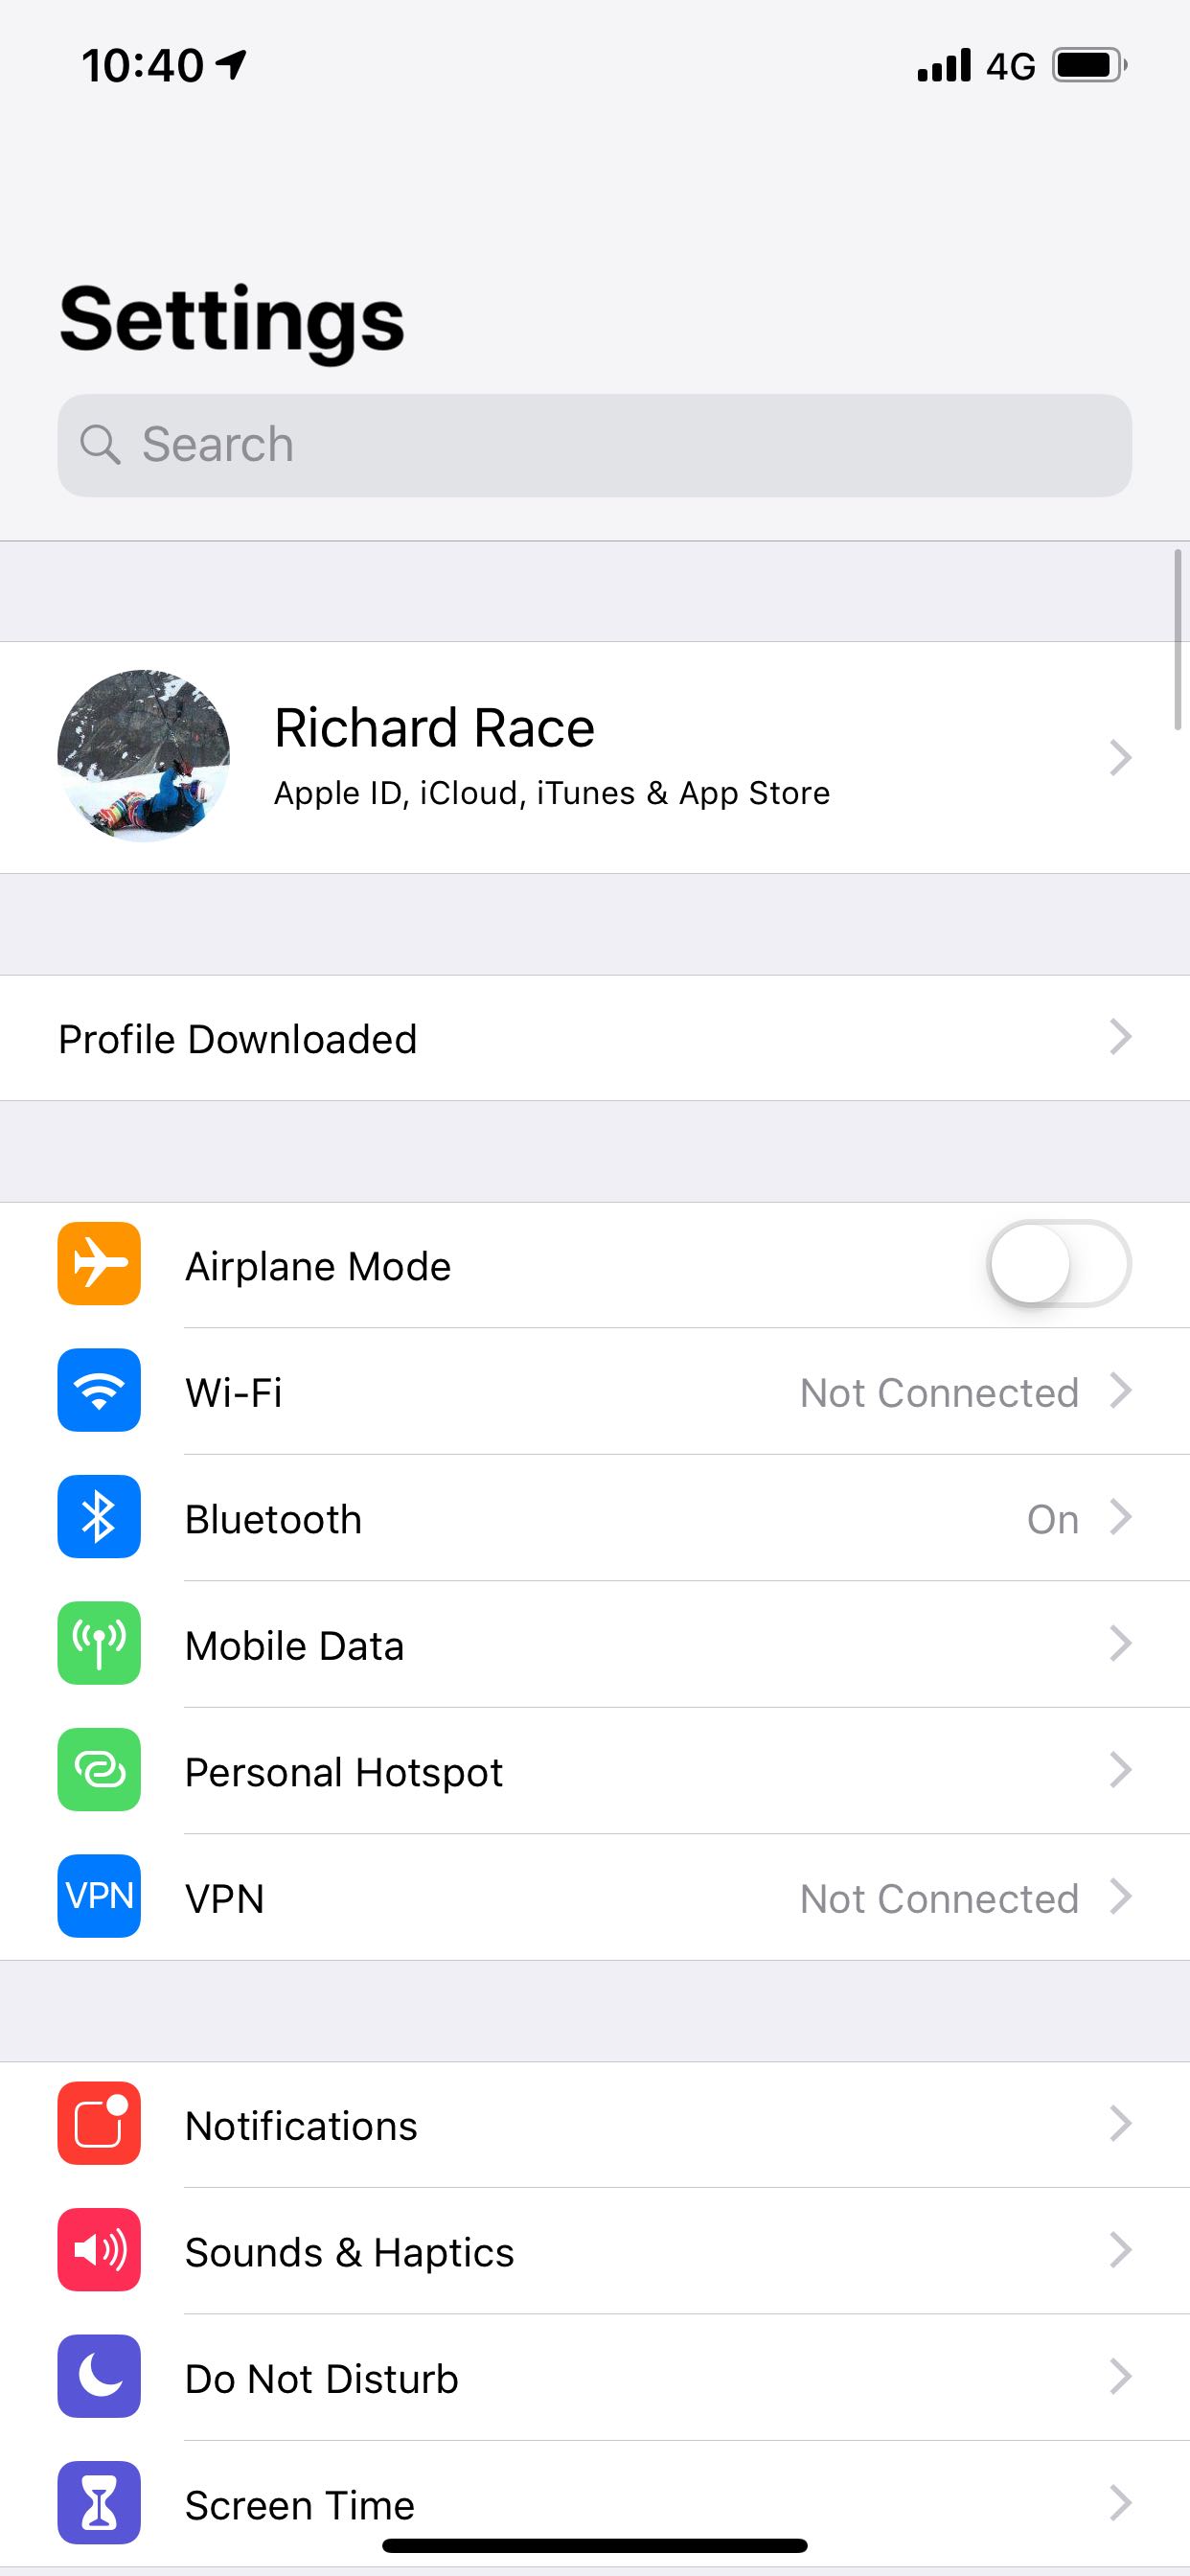 10:40 4G
Settings
Search
Richard Race
Apple ID, iCloud, iTunes & App Store
Profile Downloaded
Airplane Mode
Wi-Fi Not Connected
Bluetooth On
Mobile Data
Personal Hotspot
VPN VPN Not Connected
Notifications
Sounds & Haptics
Do Not Disturb
Screen Time